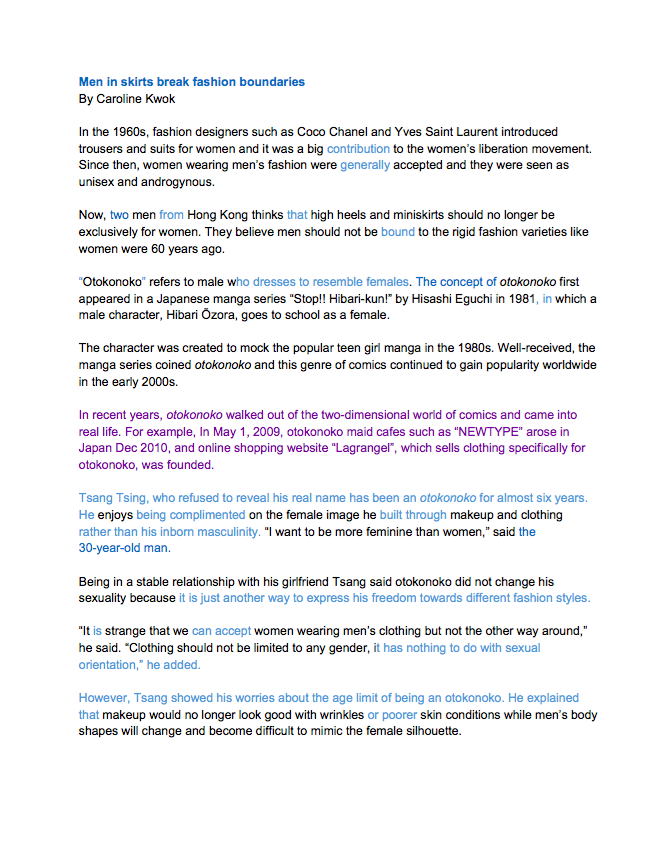 Men in skirts break fashion boundaries
By Caroline Kwok
In the 1960s, fashion designers such as Coco Chanel and Yves Saint Laurent introduced
trousers and suits for women and it was a big contribution to the women's liberation movement.
Since then, women wearing men's fashion were generally accepted and they were seen as
unisex and androgynous.
Now, two men from Hong Kong thinks that high heels and miniskirts should no longer be
exclusively for women. They believe men should not be bound to the rigid fashion varieties like
women were 60 years ago.
“Otokonoko” refers to male who dresses to resemble females. The concept of otokonoko first
appeared in a Japanese manga series “Stop!! Hibari-kun!” by Hisashi Eguchi in 1981, in which a
male character, Hibari Ōzora, goes to school as a female.
The character was created to mock the popular teen girl manga in the 1980s. Well-received, the
manga series coined otokonoko and this genre of comics continued to gain popularity worldwide
in the early 2000s.
In recent years, otokonoko walked out of the two-dimensional world of comics and came into
real life. For example, In May 1, 2009, otokonoko maid cafes such as “NEWTYPE” arose in
Japan Dec 2010, and online shopping website “Lagrangel”, which sells clothing specifically for
otokonoko, was founded.
Tsang Tsing, who refused to reveal his real name has been an otokonoko for almost six years.
He enjoys being complimented on the female image he built through makeup and clothing
rather than his inborn masculinity. “I want to be more feminine than women,” said the
30-year-old man.
Being in a stable relationship with his girlfriend Tsang said otokonoko did not change his
sexuality because it is just another way to express his freedom towards different fashion styles.
“It is strange that we can accept women wearing men's clothing but not the other way around,”
he said. “Clothing should not be limited to any gender, it has nothing to do with sexual
orientation,” he added.
However, Tsang showed his worries about the age limit of being an otokonoko. He explained
that makeup would no longer look good with wrinkles or poorer skin conditions while men's body
shapes will change and become difficult to mimic the female silhouette.